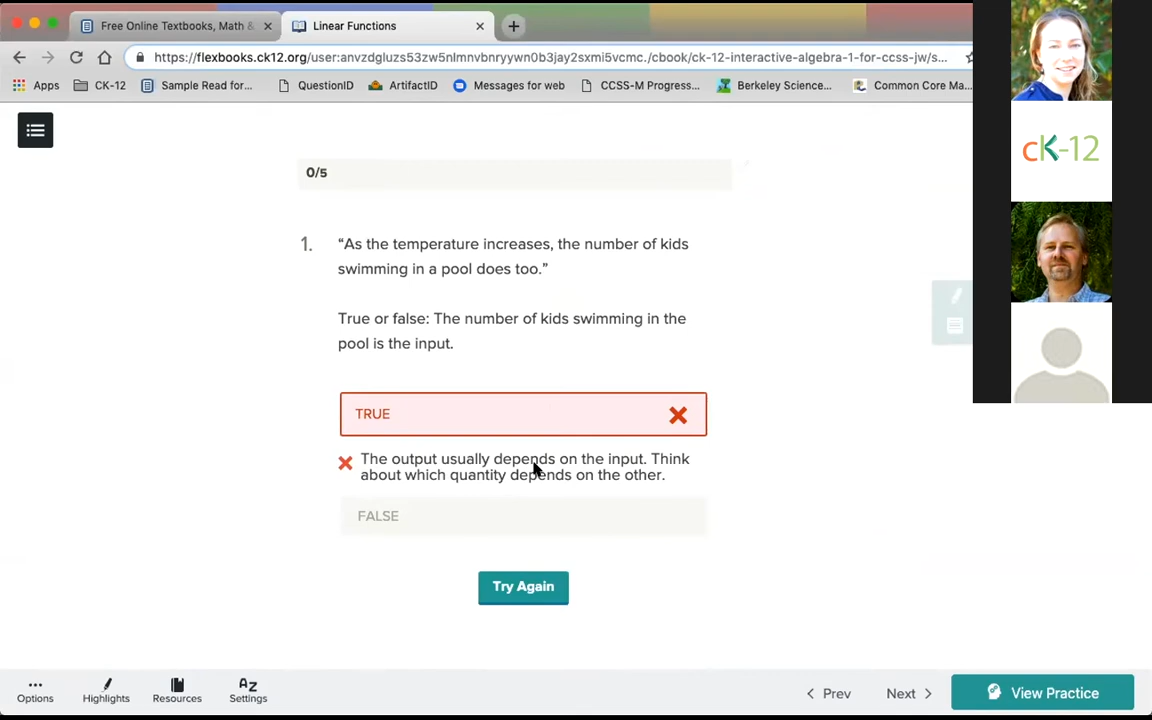 Free Online Textbooks, Math &
Linear Functions
https://flexbooks.ck12.org/user:anvzdgluzs53zw5nlmnvbnryywn0b3jay2sxmi5vcmc./cbook/ck-12-interactive-algebra-1-for-ccss-jw/s...
Apps CK-12 Sample Read for... QuestionID ArtifactID Messages for web CCSS-M Progress... Berkeley Science... Common Core Ma...
cK-12
0/5
1. “As the temperature increases, the number of kids
swimming in a pool does too.”
True or false: The number of kids swimming in the
pool is the input.
TRUE
The output usually depends on the input. Think
about which quantity depends on the other.
FALSE
Try Again
Options Highlights Resources AZ Settings Prev Next View Practice